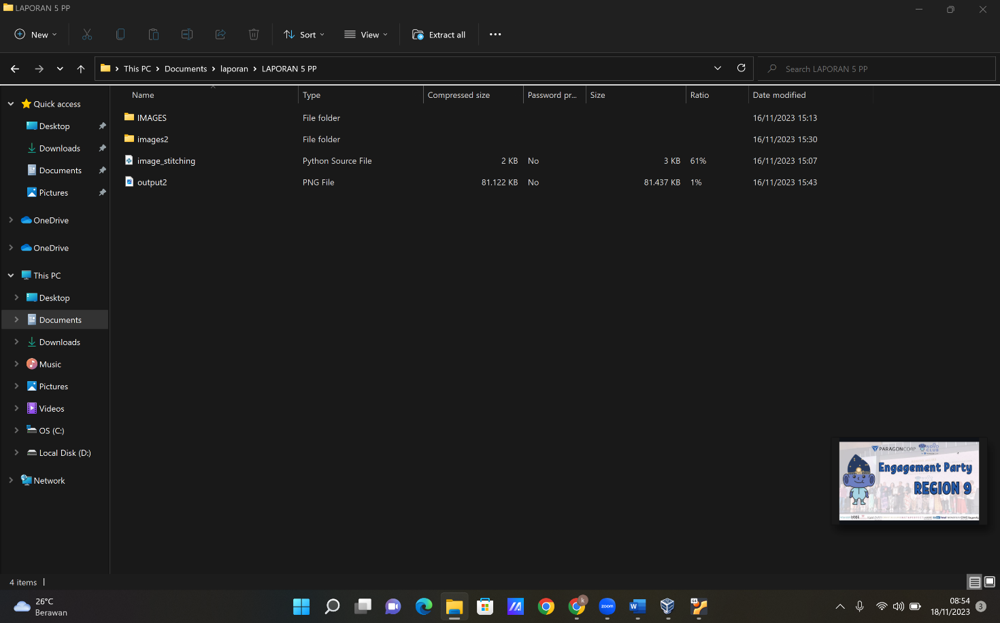 LAPORAN 5 PP
New
Sort
View
Extract all
This PC
Documents
laporan
LAPORAN 5 PP
Search LAPORAN 5 PP
Name
Type
Compressed size
Password pr...
Size
Ratio
Date modified
IMAGES
File folder
16/11/2023 15:13
images2
File folder
16/11/2023 15:30
image_stitching
Python Source File
2 KB
No
3 KB
61%
16/11/2023 15:07
output2
PNG File
81.122 KB
No
81.437 KB
1%
16/11/2023 15:43
Quick access
Desktop
Downloads
Documents
Pictures
OneDrive
OneDrive
This PC
Desktop
Documents
Downloads
Music
Pictures
Videos
OS (C:)
Local Disk (D:)
Network
PARAGONCORP
NOVO CLUB
Engagement Party
REGION 9
4 items
26°C
Berawan
k
zoom
W
64
08:54
18/11/2023
3